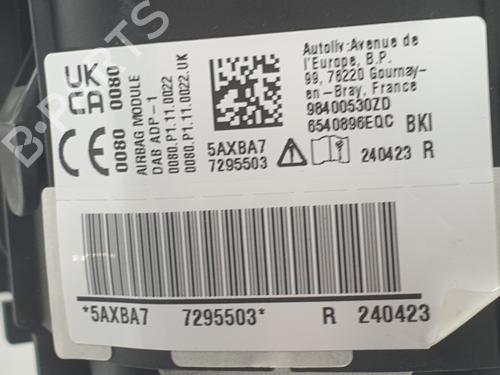 UK
CA
0080
CE
0080
AIRBAG MODULE
DAB ADP-1
0080.P1.11.0022
0080.P1.11.0022.UK
Autoliv:Avenue de
l'Europe, B.P.
99, 76220 Gournay-
en-Bray, France
98400530ZD
6540896EQC BKI
5AXBA7
7295503
240423 R
*5AXBA7 7295503* R 240423
B-PARTS